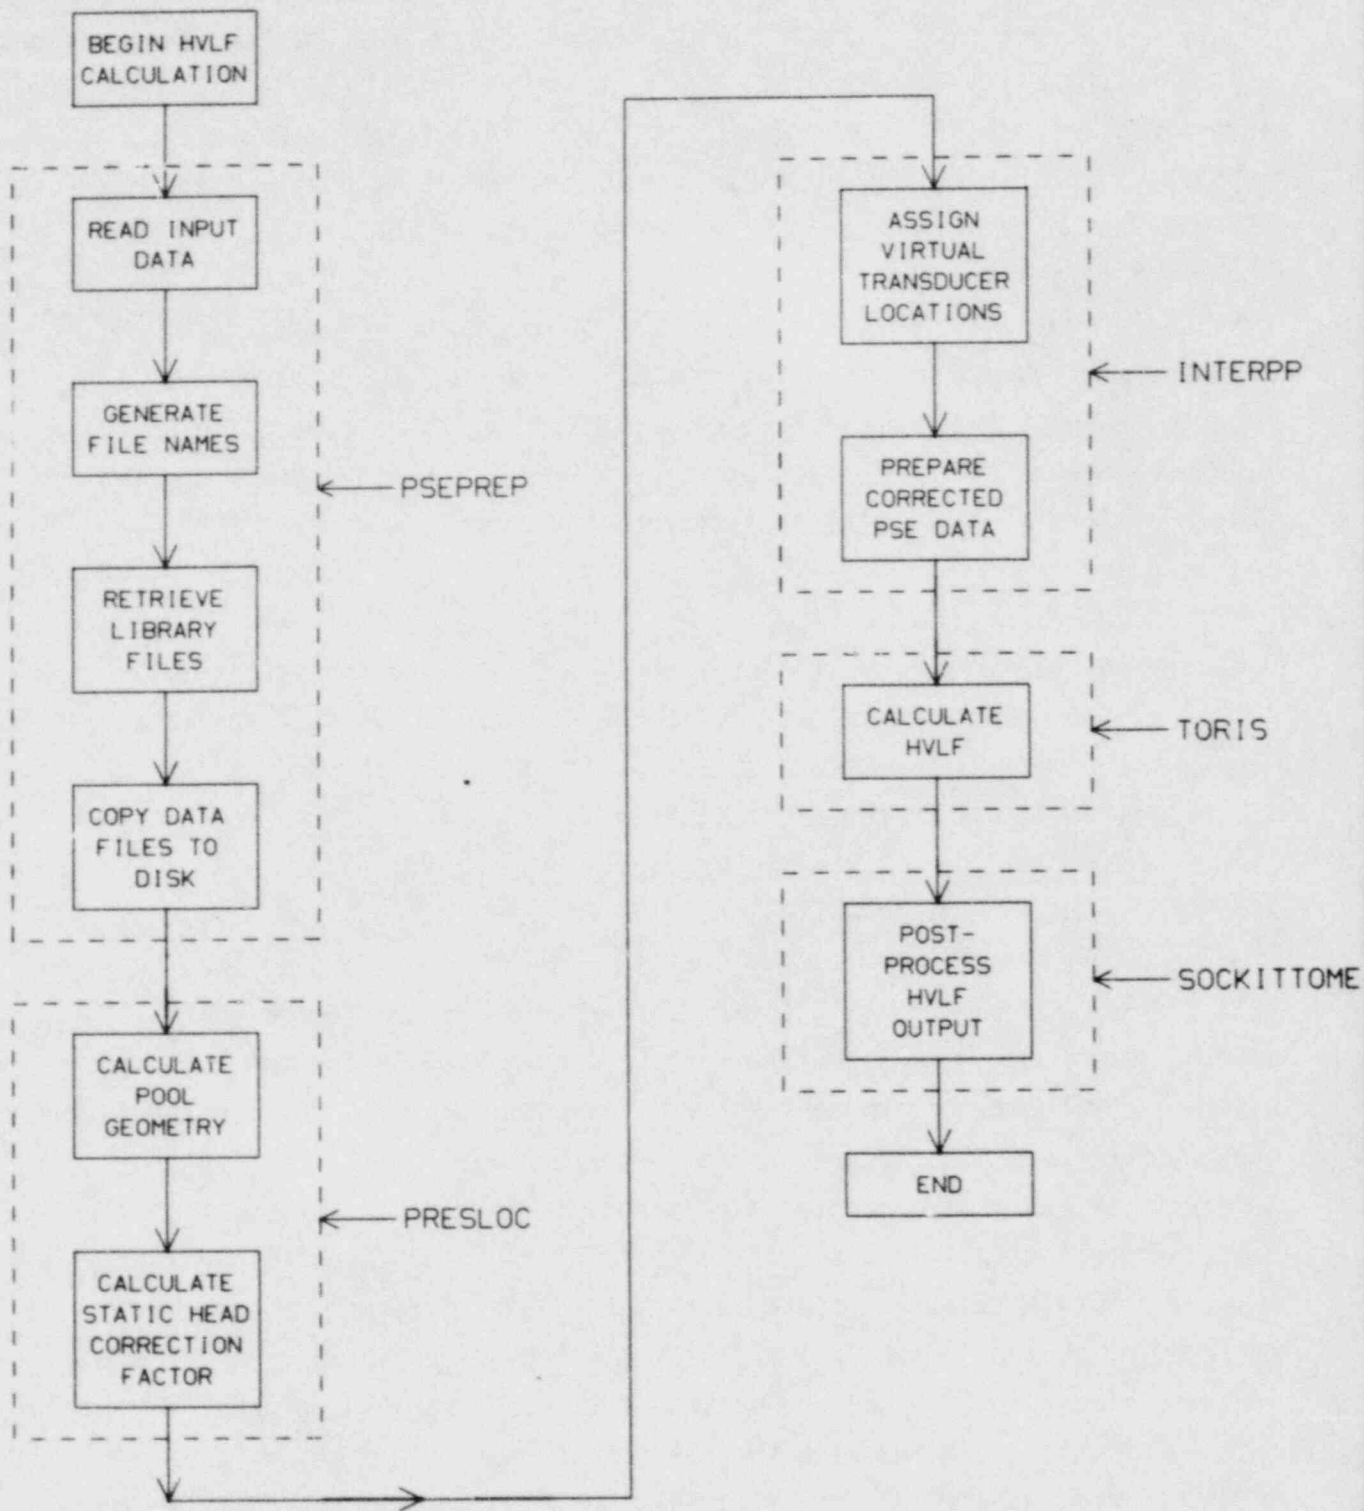 BEGIN HVLF
CALCULATION
READ INPUT
DATA
GENERATE
FILE NAMES
PSEPREP
RETRIEVE
LIBRARY
FILES
COPY DATA
FILES TO
DISK
CALCULATE
POOL
GEOMETRY
PRESLOC
CALCULATE
STATIC HEAD
CORRECTION
FACTOR
ASSIGN
VIRTUAL
TRANSDUCER
LOCATIONS
INTERPP
PREPARE
CORRECTED
PSE DATA
CALCULATE
HVLF
TORIS
POST-
PROCESS
HVLF
OUTPUT
SOCKITTOME
END